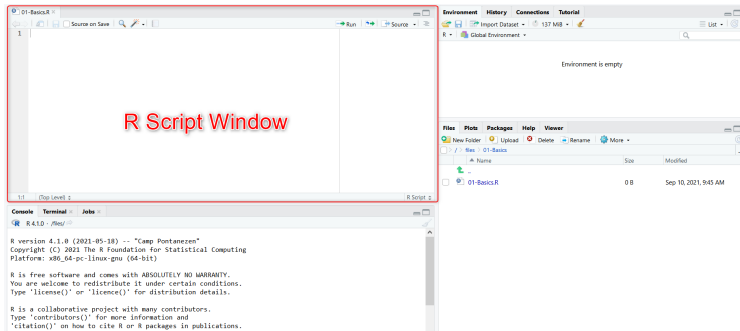 01-Basics.R
Source on Save
Run
Source
1
R Script Window
1:1 (Top Level) R Script
Console Terminal Jobs
R 4.1.0 · /files/
R version 4.1.0 (2021-05-18) -- "Camp Pontanezen"
Copyright (C) 2021 The R Foundation for Statistical Computing
Platform: x86_64-pc-linux-gnu (64-bit)
R is free software and comes with ABSOLUTELY NO WARRANTY.
You are welcome to redistribute it under certain conditions.
Type 'license()' or 'licence()' for distribution details.
R is a collaborative project with many contributors.
Type 'contributors()' for more information and
'citation()' on how to cite R or R packages in publications.
Environment History Connections Tutorial
Import Dataset 137 MiB List
R Global Environment
Environment is empty
Files Plots Packages Help Viewer
New Folder Upload Delete Rename More
/ files 01-Basics
Name Size Modified
..
01-Basics.R 0 B Sep 10, 2021, 9:45 AM